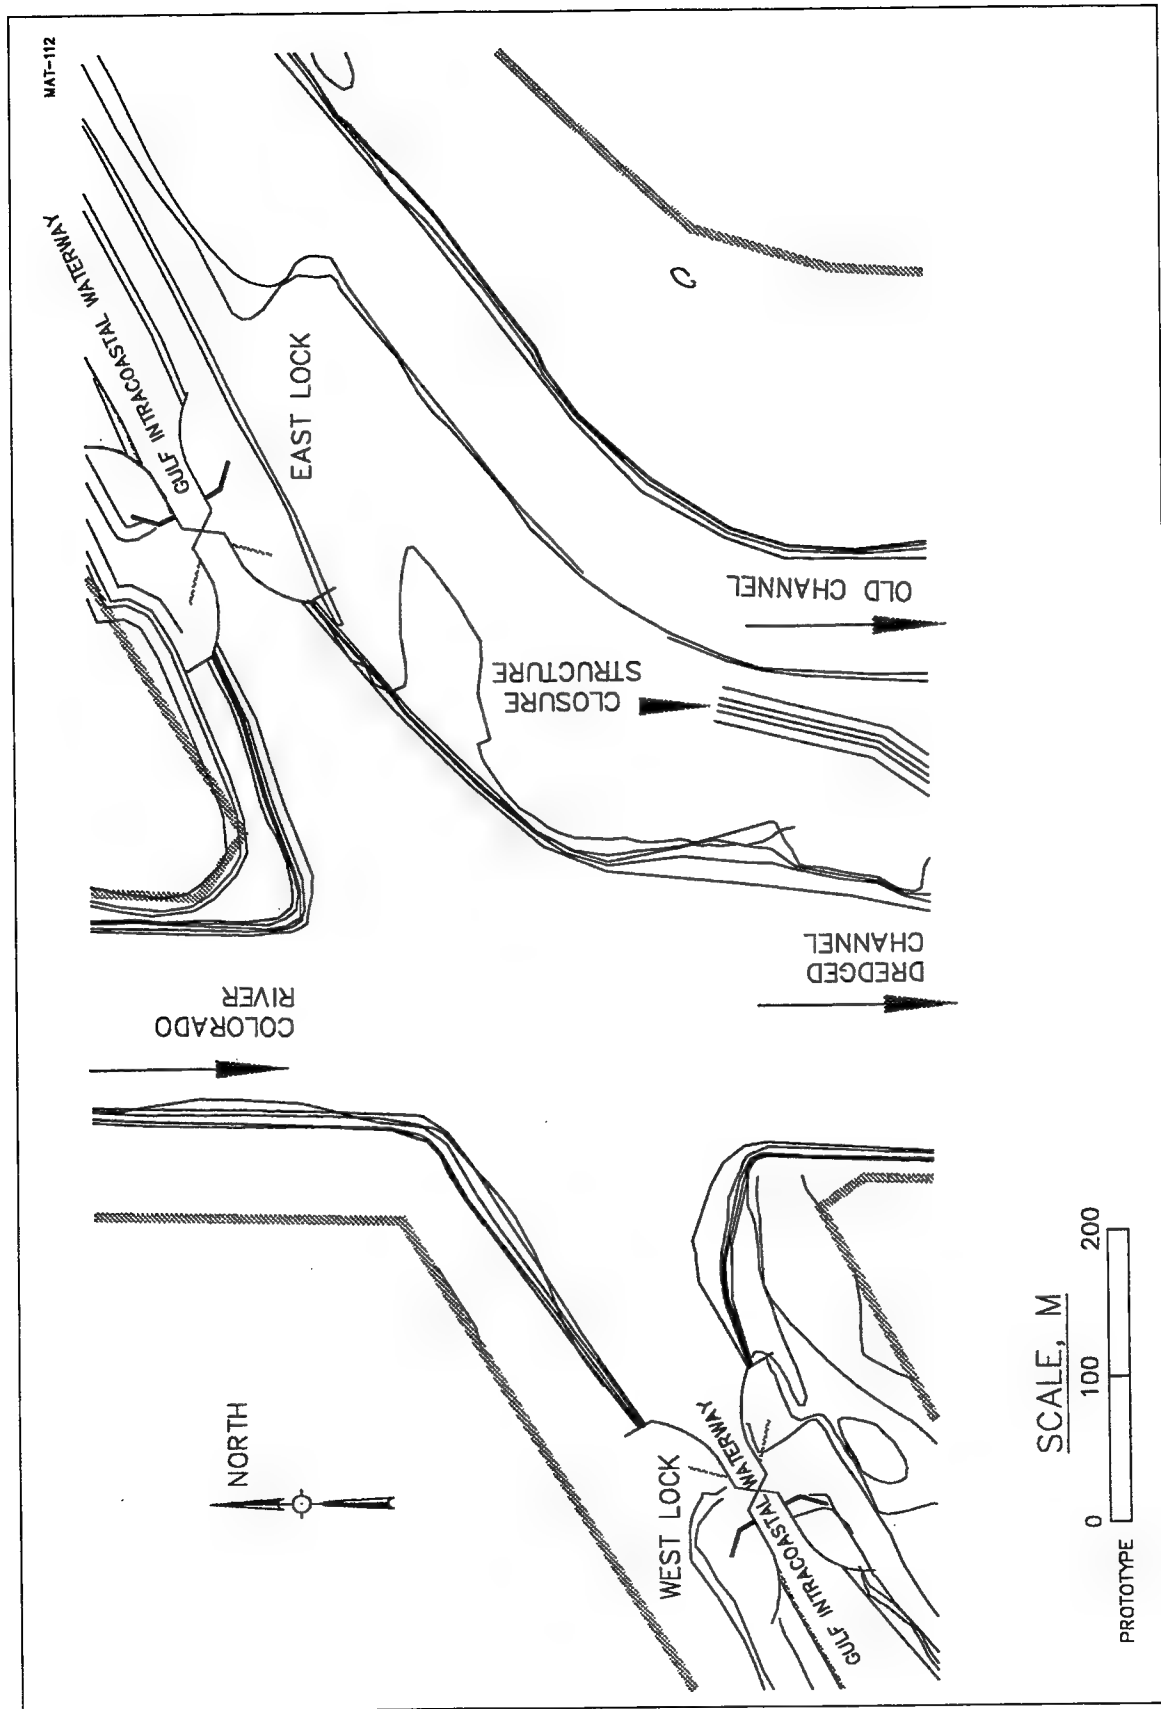 MAT-112
GULF INTRACOASTAL WATERWAY
EAST LOCK
COLORADO
RIVER
CLOSURE
STRUCTURE
OLD CHANNEL
DREDGED
CHANNEL
NORTH
WEST LOCK
GULF INTRACOASTAL WATERWAY
SCALE, M
PROTOTYPE
0
100
200